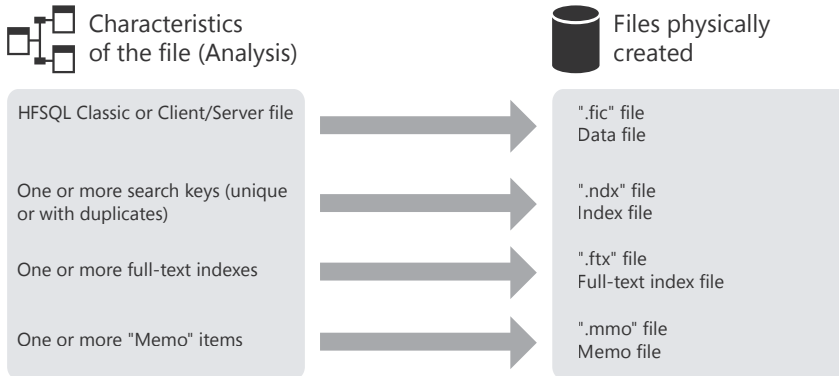 Characteristics
of the file (Analysis)
Files physically
created
HFSQL Classic or Client/Server file
".fic" file
Data file
One or more search keys (unique
or with duplicates)
".ndx" file
Index file
One or more full-text indexes
".ftx" file
Full-text index file
One or more "Memo" items
".mmo" file
Memo file